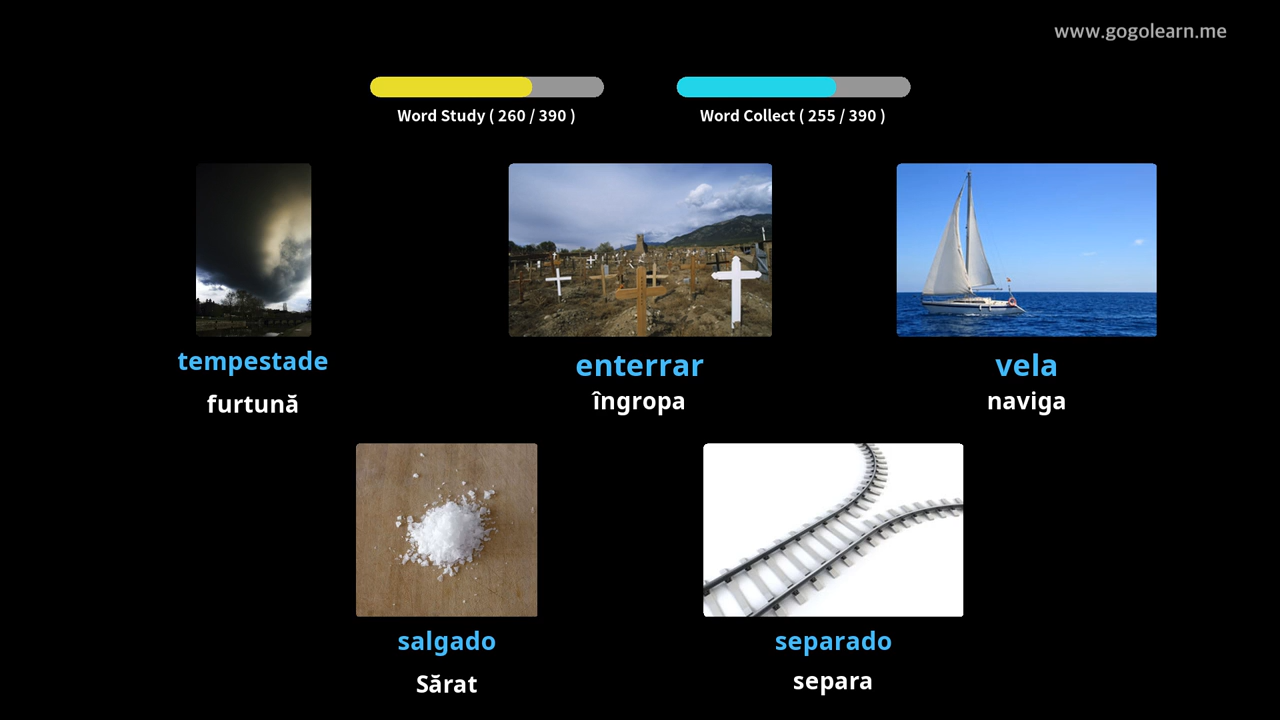 www.gogolearn.me
Word Study ( 260 / 390 )
Word Collect ( 255 / 390 )
tempestade
furtună
enterrar
îngropa
vela
naviga
salgado
Sărat
separado
separa